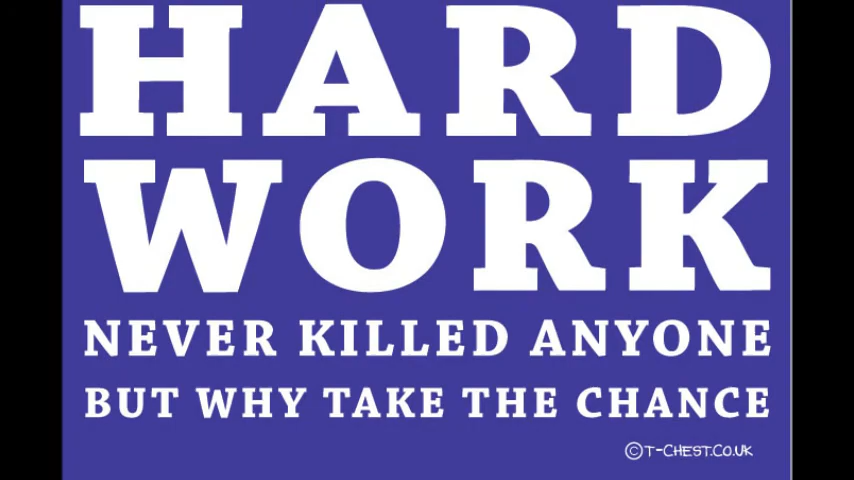 HARD
WORK
NEVER KILLED ANYONE
BUT WHY TAKE THE CHANCE
©T-CHEST.CO.UK